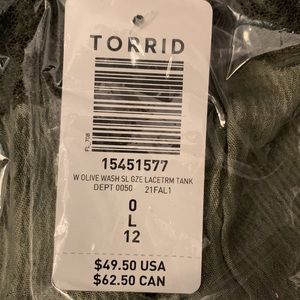 TORRID
FL_708
15451577
W OLIVE WASH SL GZE LACETRM TANK
DEPT 0050 21FAL1
0
L
12
$49.50 USA
$62.50 CAN